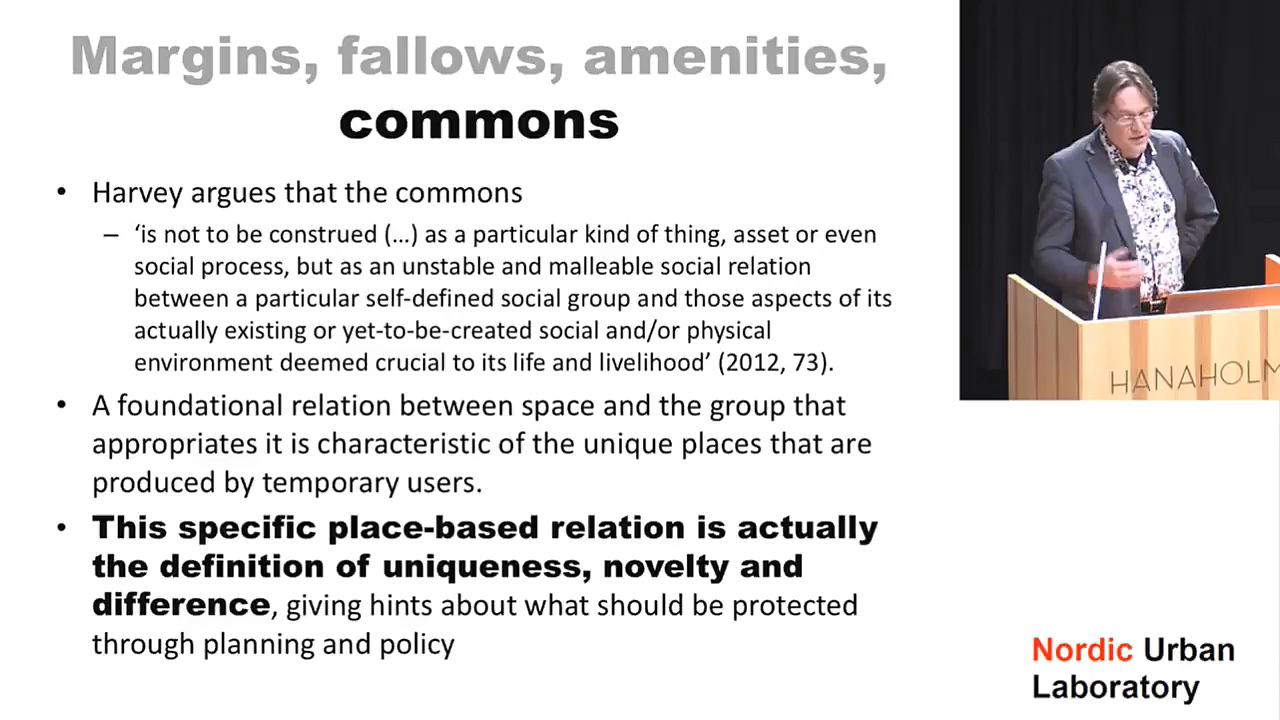 Margins, fallows, amenities,
commons
• Harvey argues that the commons
– ‘is not to be construed (…) as a particular kind of thing, asset or even
social process, but as an unstable and malleable social relation
between a particular self-defined social group and those aspects of its
actually existing or yet-to-be-created social and/or physical
environment deemed crucial to its life and livelihood’ (2012, 73).
• A foundational relation between space and the group that
appropriates it is characteristic of the unique places that are
produced by temporary users.
• This specific place-based relation is actually
the definition of uniqueness, novelty and
difference, giving hints about what should be protected
through planning and policy
HANAHOLM
Nordic Urban
Laboratory